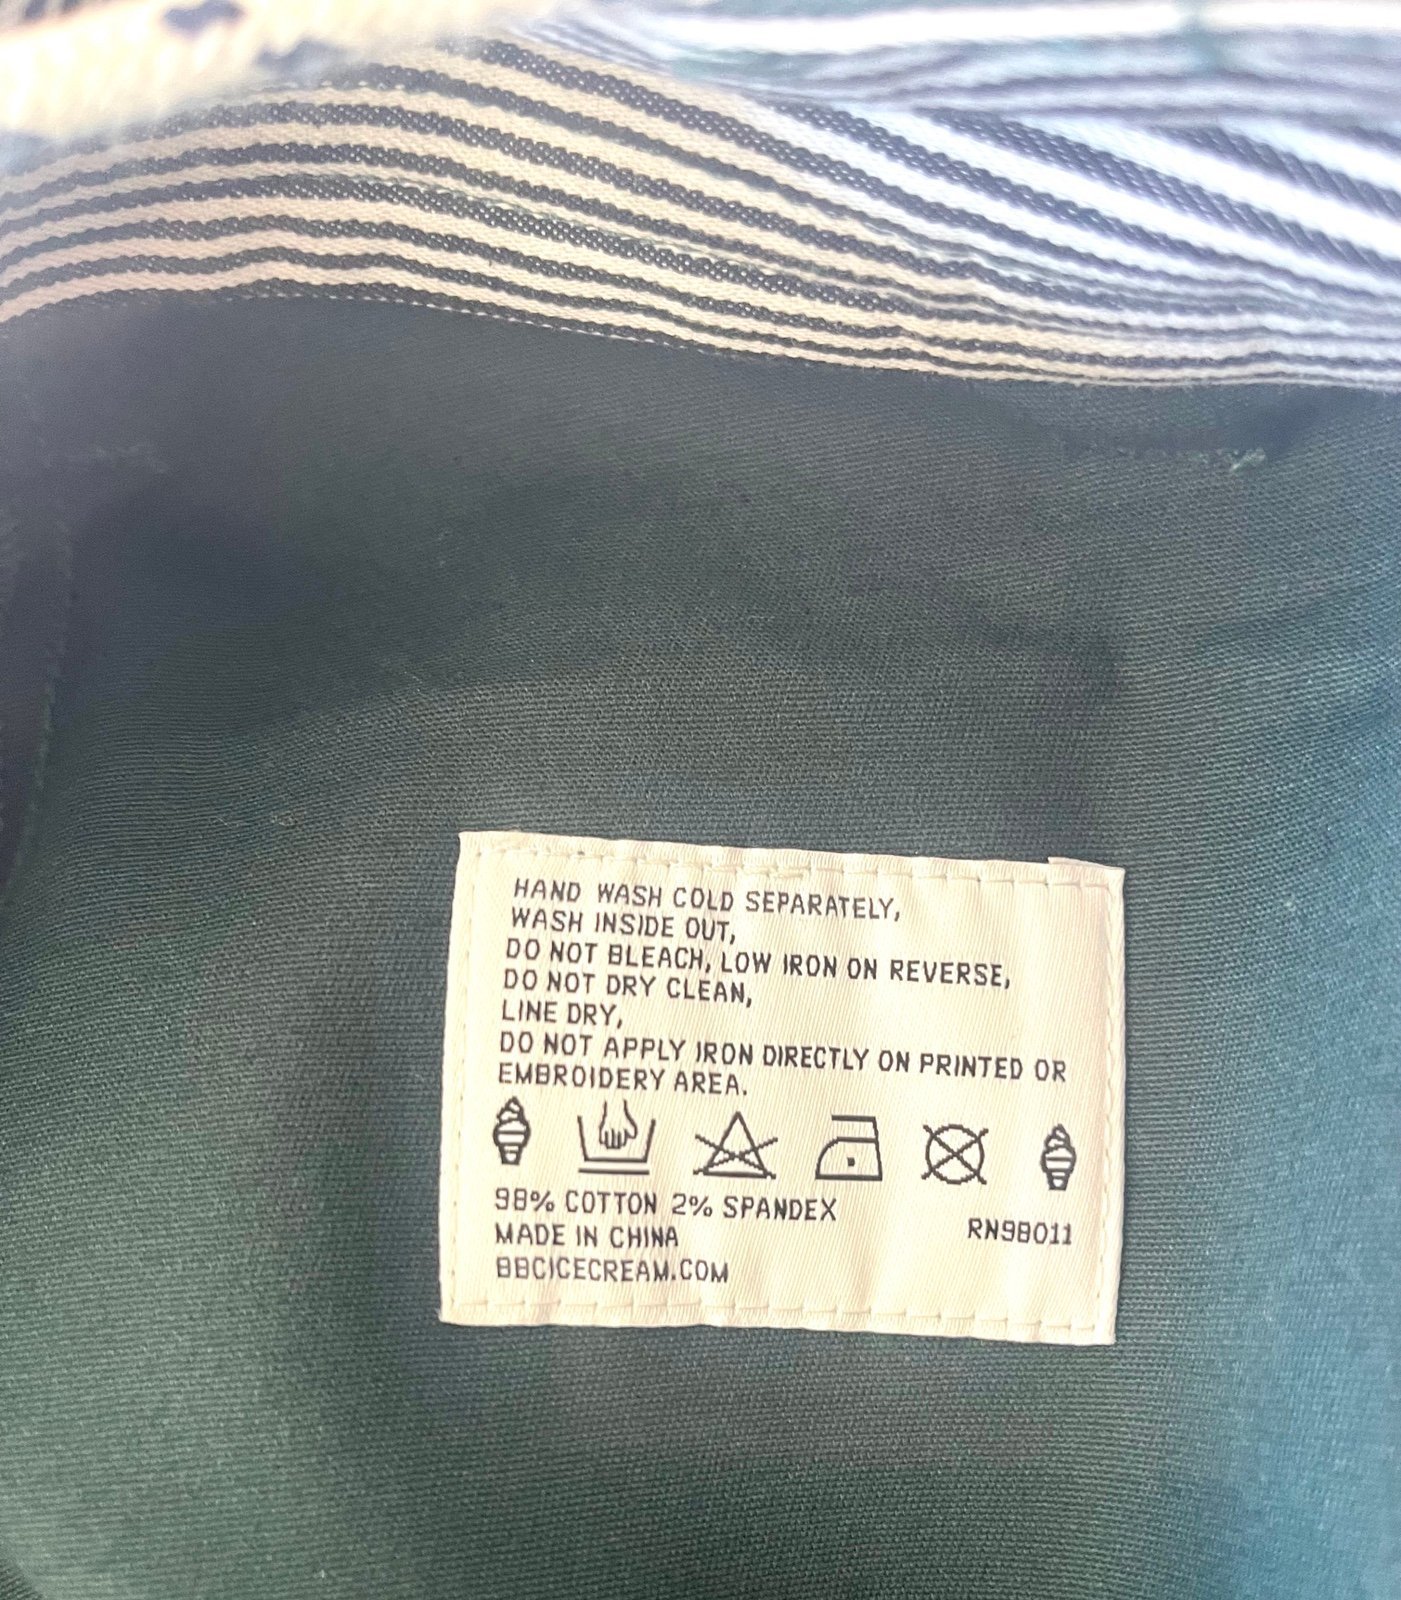 HAND WASH COLD SEPARATELY,
WASH INSIDE OUT,
DO NOT BLEACH, LOW IRON ON REVERSE,
DO NOT DRY CLEAN,
LINE DRY,
DO NOT APPLY IRON DIRECTLY ON PRINTED OR
EMBROIDERY AREA.
98% COTTON 2% SPANDEX
MADE IN CHINA
RN98011
BBCICECREAM.COM